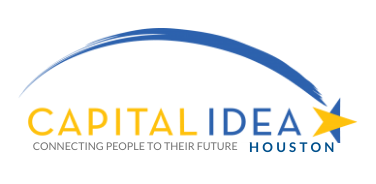 CAPITAL IDEA
CONNECTING PEOPLE TO THEIR FUTURE HOUSTON